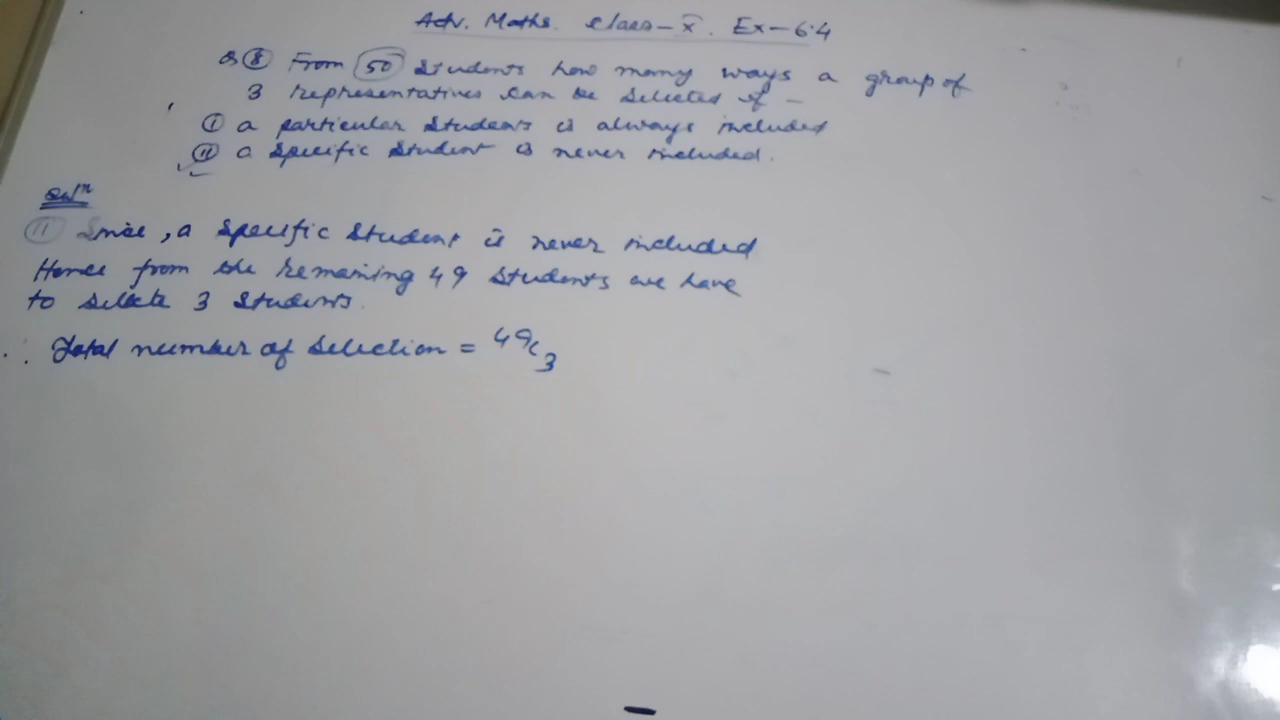 Adv. Maths. Class-X. Ex-6.4
Q (8) From 50 Students how many ways a group of
3 representatives can be selected if -
(i) a particular students is always included
(ii) a specific student is never included.
Solⁿ
(ii) Since, a specific student is never included
Hence from the remaining 49 students we have
to selecte 3 students.
∴ Total number of selection = ⁴⁹C₃